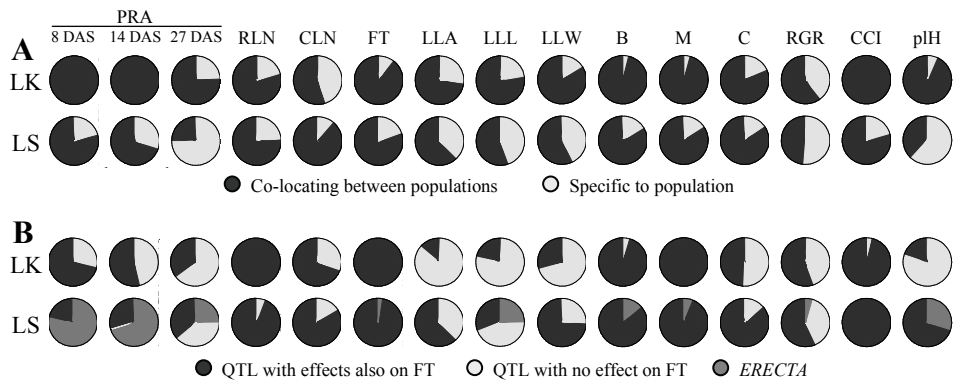 PRA
8 DAS 14 DAS 27 DAS RLN CLN FT LLA LLL LLW B M C RGR CCI plH
A
LK
LS
Co-locating between populations Specific to population
B
LK
LS
QTL with effects also on FT QTL with no effect on FT ERECTA